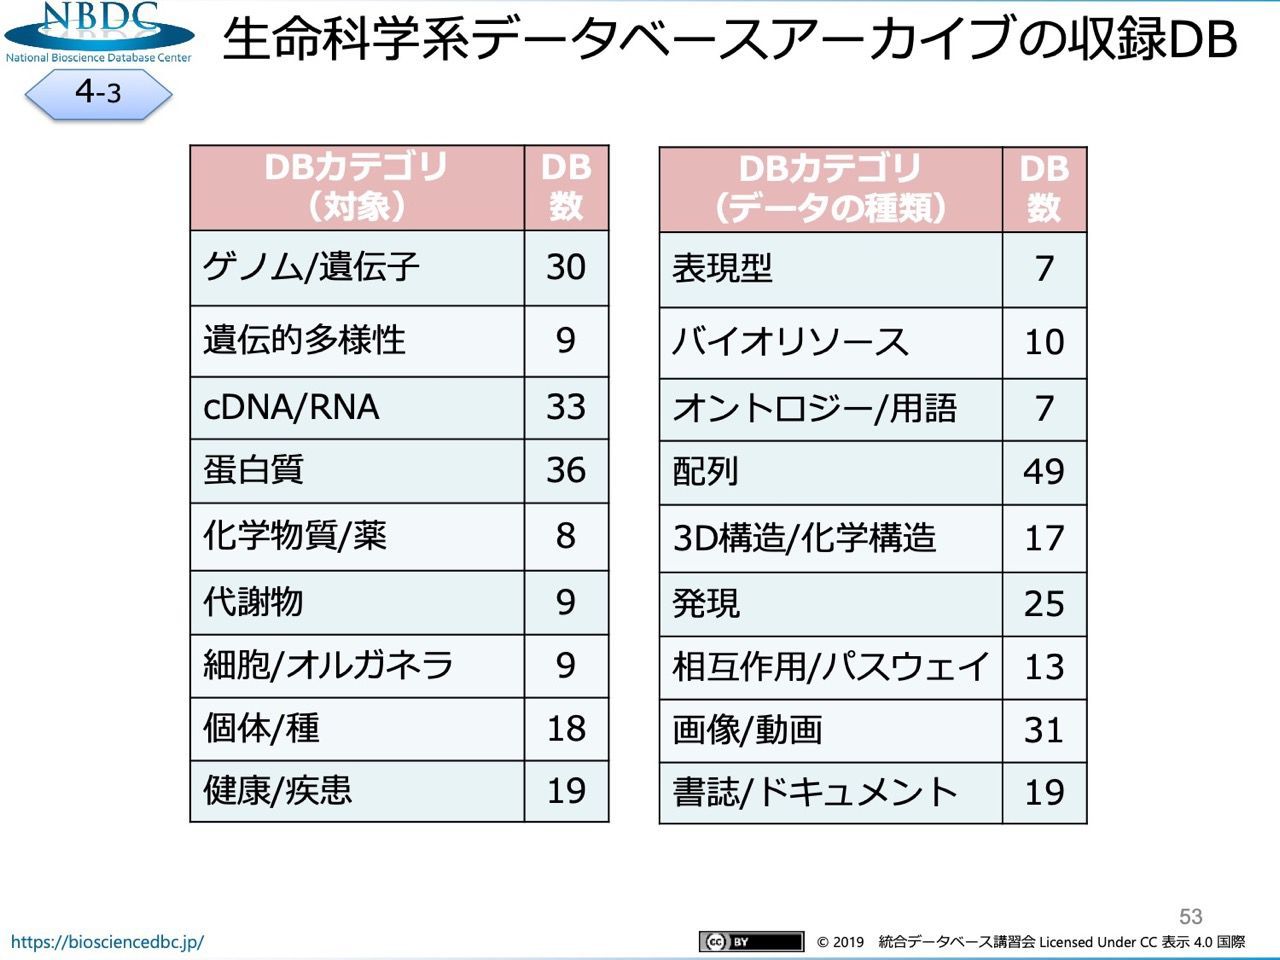 NBDC
National Bioscience Database Center
生命科学系データベースアーカイブの収録DB
4-3
DBカテゴリ
（対象）
DB
数
ゲノム/遺伝子 30
遺伝的多様性 9
cDNA/RNA 33
蛋白質 36
化学物質/薬 8
代謝物 9
細胞/オルガネラ 9
個体/種 18
健康/疾患 19
DBカテゴリ
（データの種類）
DB
数
表現型 7
バイオリソース 10
オントロジー/用語 7
配列 49
3D構造/化学構造 17
発現 25
相互作用/パスウェイ 13
画像/動画 31
書誌/ドキュメント 19
53
https://biosciencedbc.jp/
CC BY
© 2019 統合データベース講習会 Licensed Under CC 表示 4.0 国際